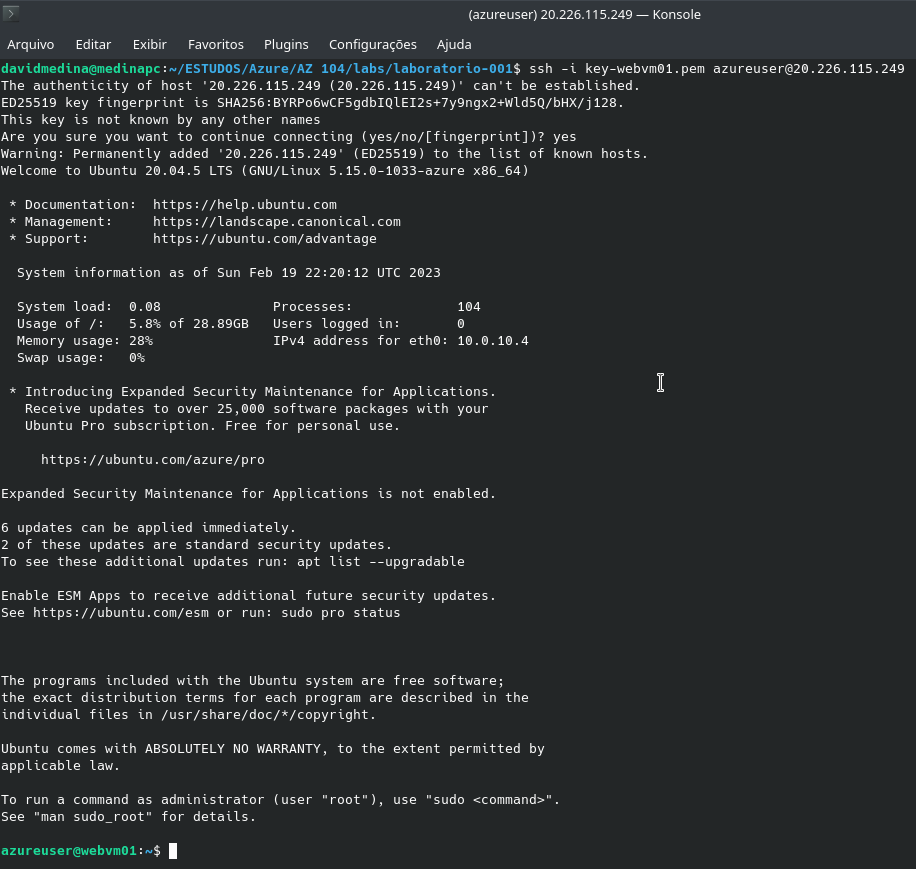 (azureuser) 20.226.115.249 — Konsole
Arquivo Editar Exibir Favoritos Plugins Configurações Ajuda
davidmedina@medinapc:~/ESTUDOS/Azure/AZ 104/labs/laboratorio-001$ ssh -i key-webvm01.pem azureuser@20.226.115.249
The authenticity of host '20.226.115.249 (20.226.115.249)' can't be established.
ED25519 key fingerprint is SHA256:BYRPo6wCF5gdbIQlEI2s+7y9ngx2+Wld5Q/bHX/j128.
This key is not known by any other names
Are you sure you want to continue connecting (yes/no/[fingerprint])? yes
Warning: Permanently added '20.226.115.249' (ED25519) to the list of known hosts.
Welcome to Ubuntu 20.04.5 LTS (GNU/Linux 5.15.0-1033-azure x86_64)
* Documentation:  https://help.ubuntu.com
* Management:     https://landscape.canonical.com
* Support:        https://ubuntu.com/advantage
System information as of Sun Feb 19 22:20:12 UTC 2023
System load:  0.08              Processes:             104
Usage of /:   5.8% of 28.89GB   Users logged in:       0
Memory usage: 28%               IPv4 address for eth0: 10.0.10.4
Swap usage:   0%
* Introducing Expanded Security Maintenance for Applications.
Receive updates to over 25,000 software packages with your
Ubuntu Pro subscription. Free for personal use.
https://ubuntu.com/azure/pro
Expanded Security Maintenance for Applications is not enabled.
6 updates can be applied immediately.
2 of these updates are standard security updates.
To see these additional updates run: apt list --upgradable
Enable ESM Apps to receive additional future security updates.
See https://ubuntu.com/esm or run: sudo pro status
The programs included with the Ubuntu system are free software;
the exact distribution terms for each program are described in the
individual files in /usr/share/doc/*/copyright.
Ubuntu comes with ABSOLUTELY NO WARRANTY, to the extent permitted by
applicable law.
To run a command as administrator (user "root"), use "sudo <command>".
See "man sudo_root" for details.
azureuser@webvm01:~$